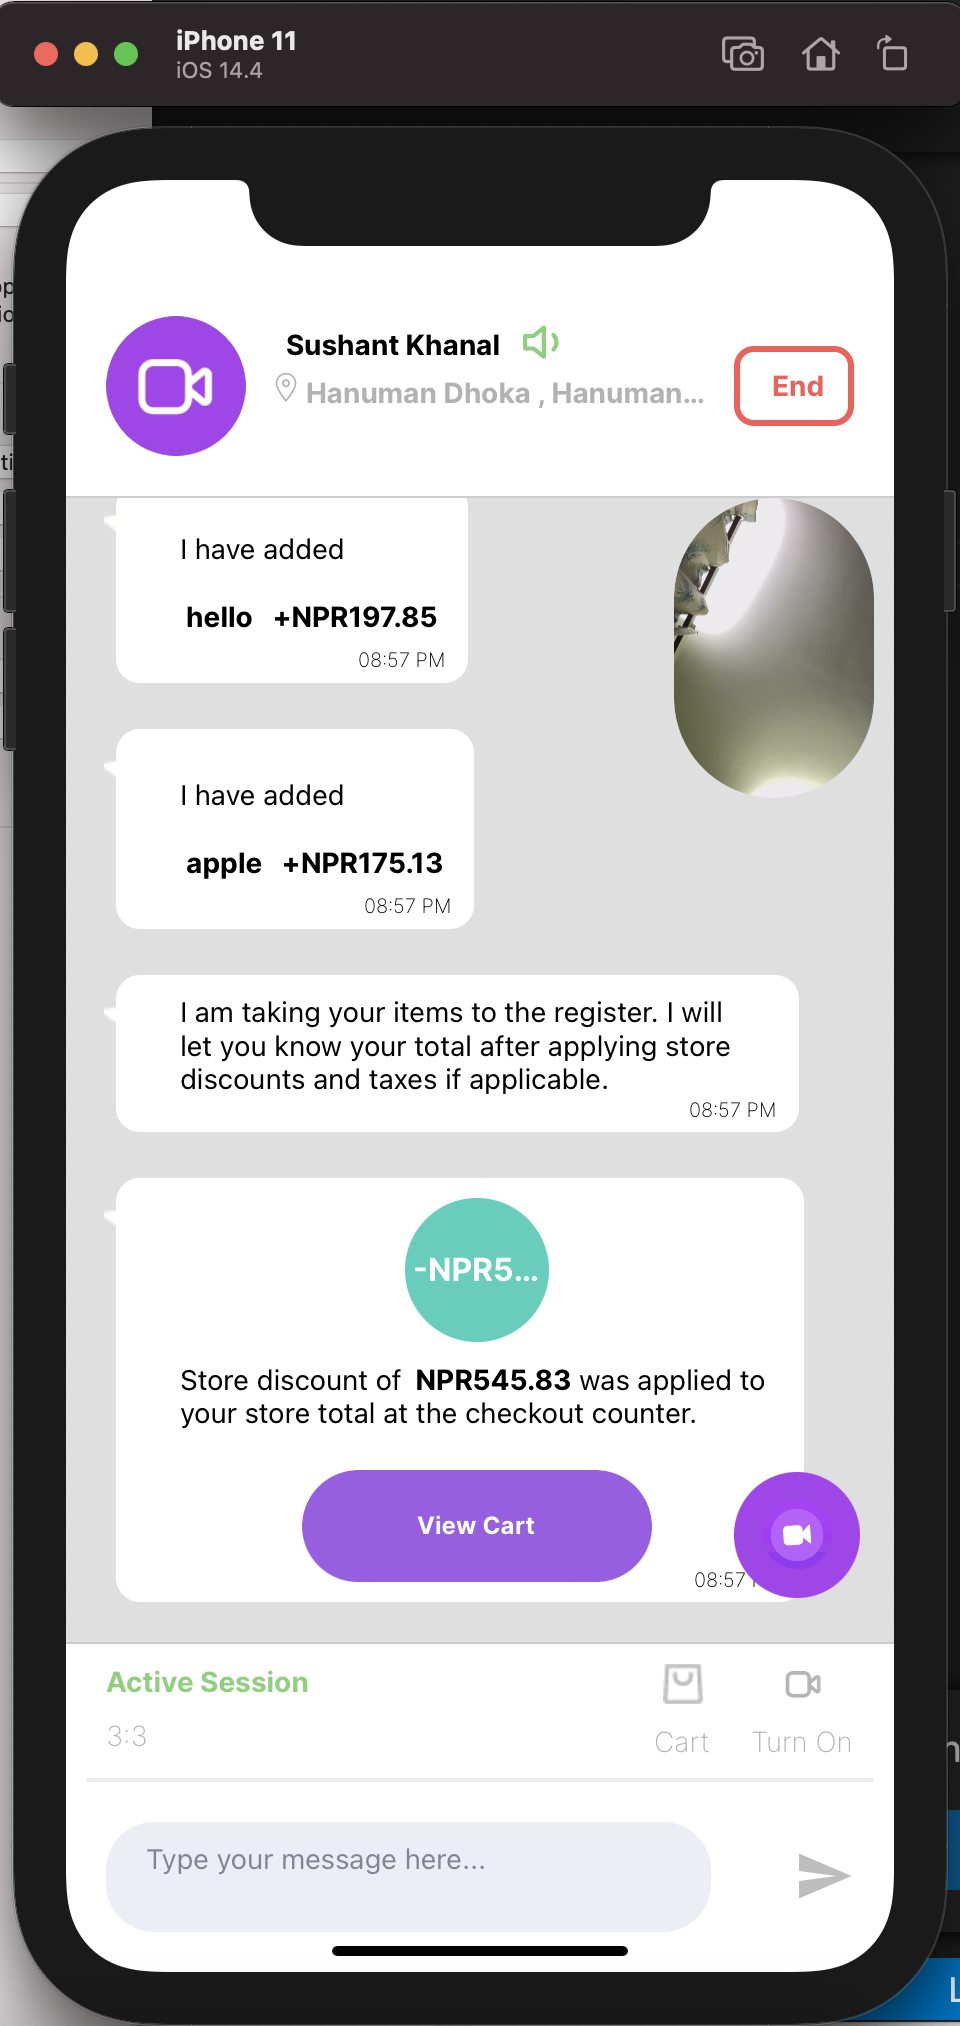 iPhone 11
iOS 14.4
Sushant Khanal
Hanuman Dhoka , Hanuman...
End
I have added
hello +NPR197.85
08:57 PM
I have added
apple +NPR175.13
08:57 PM
I am taking your items to the register. I will
let you know your total after applying store
discounts and taxes if applicable.
08:57 PM
-NPR5...
Store discount of NPR545.83 was applied to
your store total at the checkout counter.
View Cart
08:57
Active Session
3:3
Cart
Turn On
Type your message here...